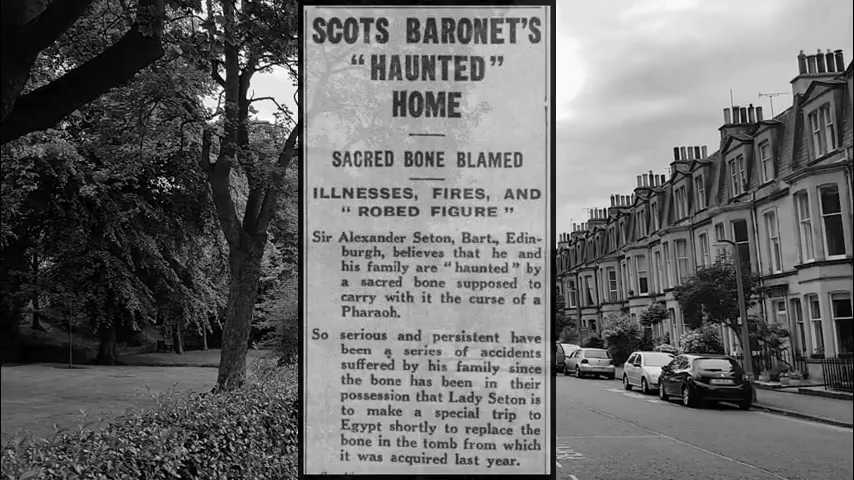 SCOTS BARONET'S
"HAUNTED"
HOME
SACRED BONE BLAMED
ILLNESSES, FIRES, AND
"ROBED FIGURE"
Sir Alexander Seton, Bart., Edin-
burgh, believes that he and
his family are "haunted" by
a sacred bone supposed to
carry with it the curse of a
Pharaoh.
So serious and persistent have
been a series of accidents
suffered by his family since
the bone has been in their
possession that Lady Seton is
to make a special trip to
Egypt shortly to replace the
bone in the tomb from which
it was acquired last year.